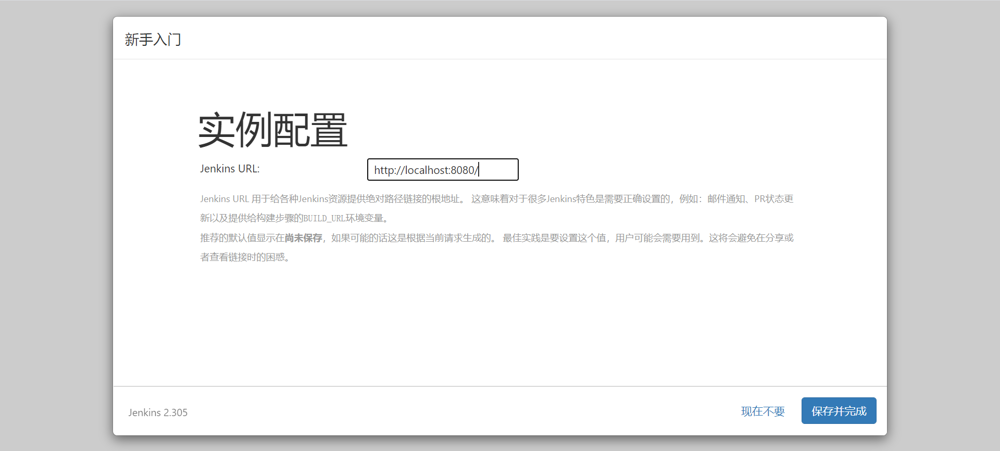 新手入门
实例配置
Jenkins URL:
http://localhost:8080/
Jenkins URL 用于给各种Jenkins资源提供绝对路径链接的根地址。 这意味着对于很多Jenkins特色是需要正确设置的，例如：邮件通知、PR状态更
新以及提供给构建步骤的BUILD_URL环境变量。
推荐的默认值显示在尚未保存，如果可能的话这是根据当前请求生成的。 最佳实践是要设置这个值，用户可能会需要用到。这将会避免在分享或
者查看链接时的困惑。
Jenkins 2.305
现在不要
保存并完成